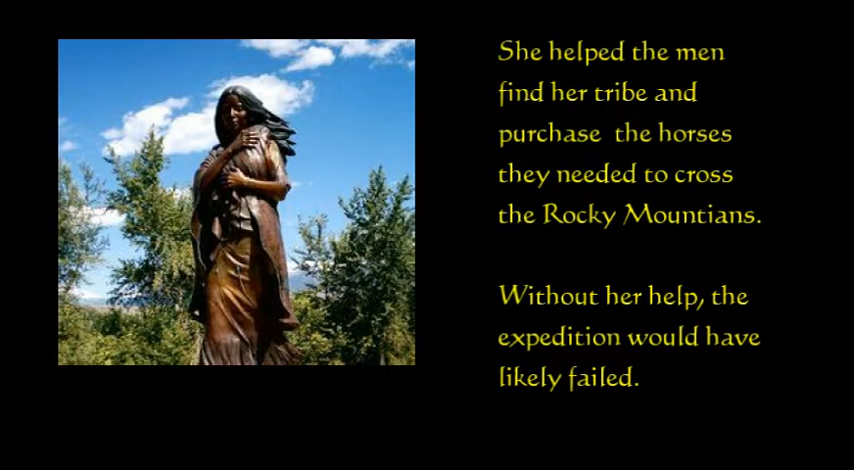 She helped the men
find her tribe and
purchase the horses
they needed to cross
the Rocky Mountians.
Without her help, the
expedition would have
likely failed.